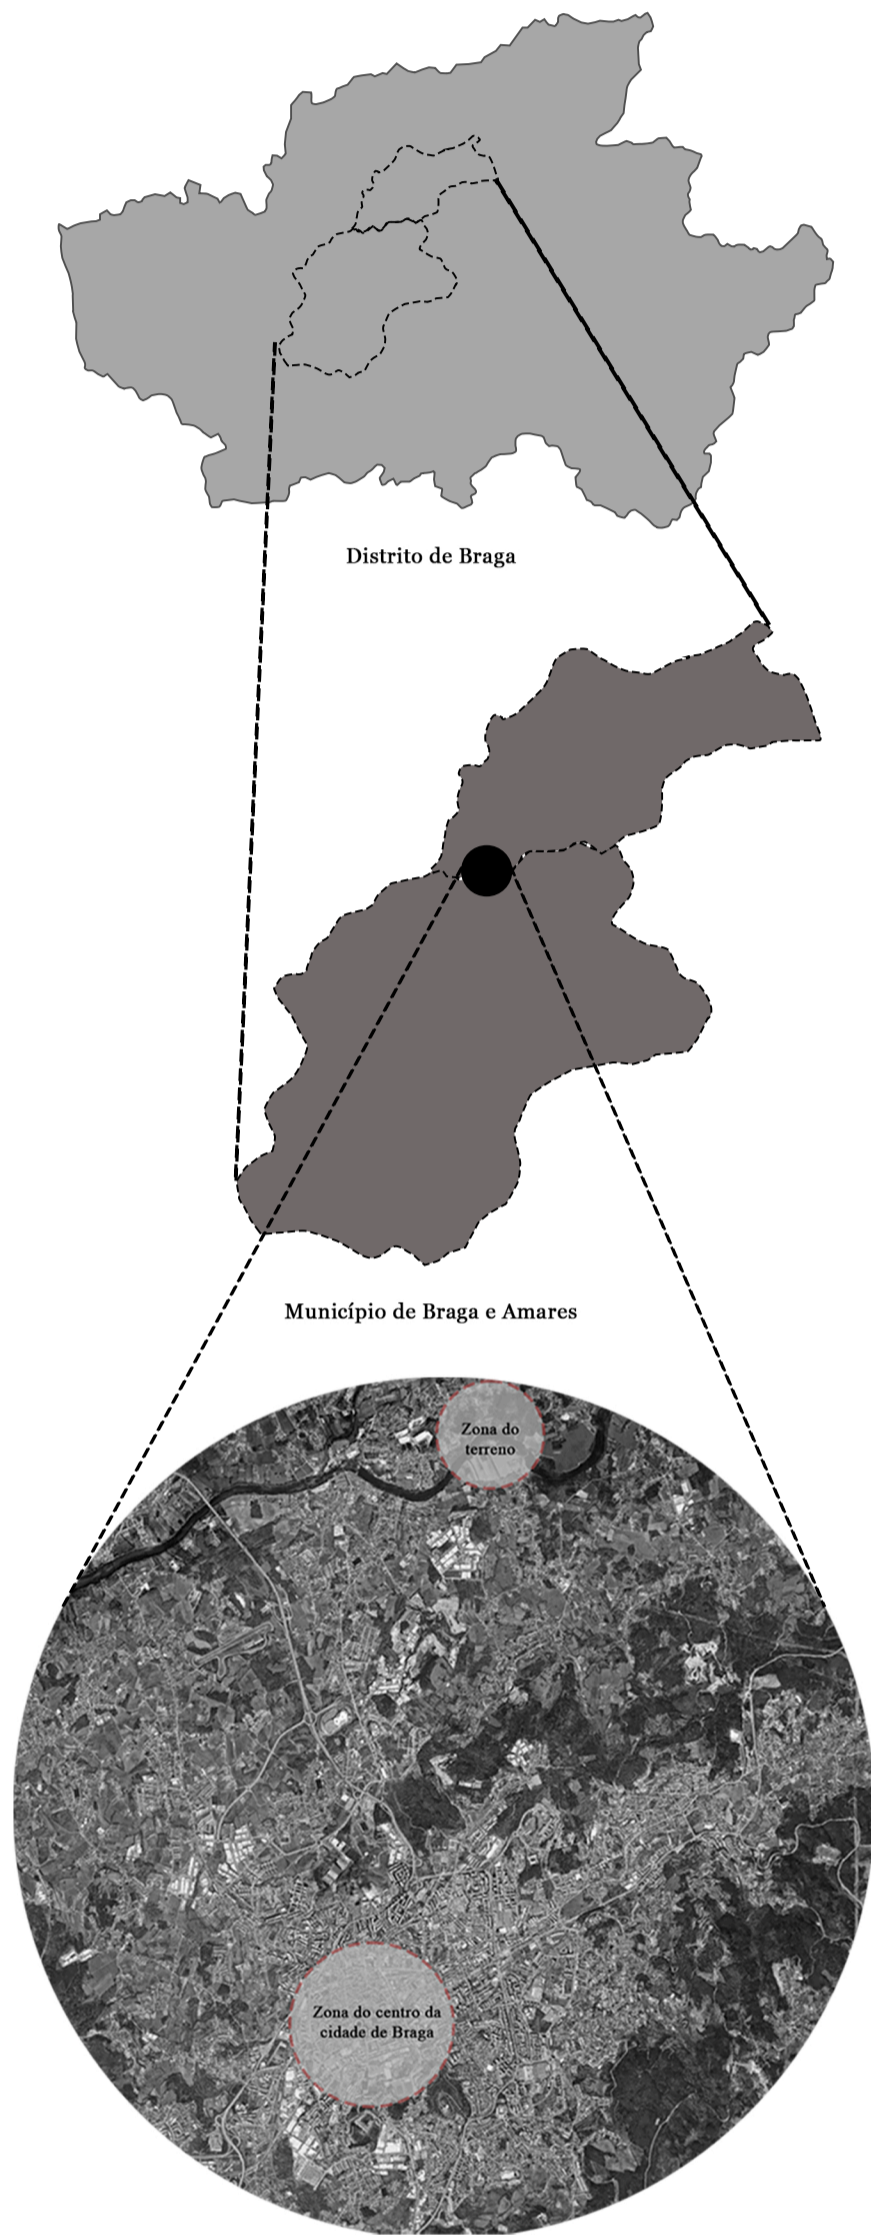 Distrito de Braga
Município de Braga e Amares
Zona do
terreno
Zona do centro da
cidade de Braga